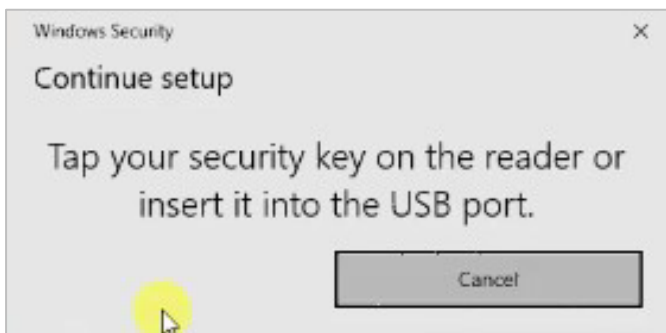 Windows Security
Continue setup
Tap your security key on the reader or
insert it into the USB port.
Cancel